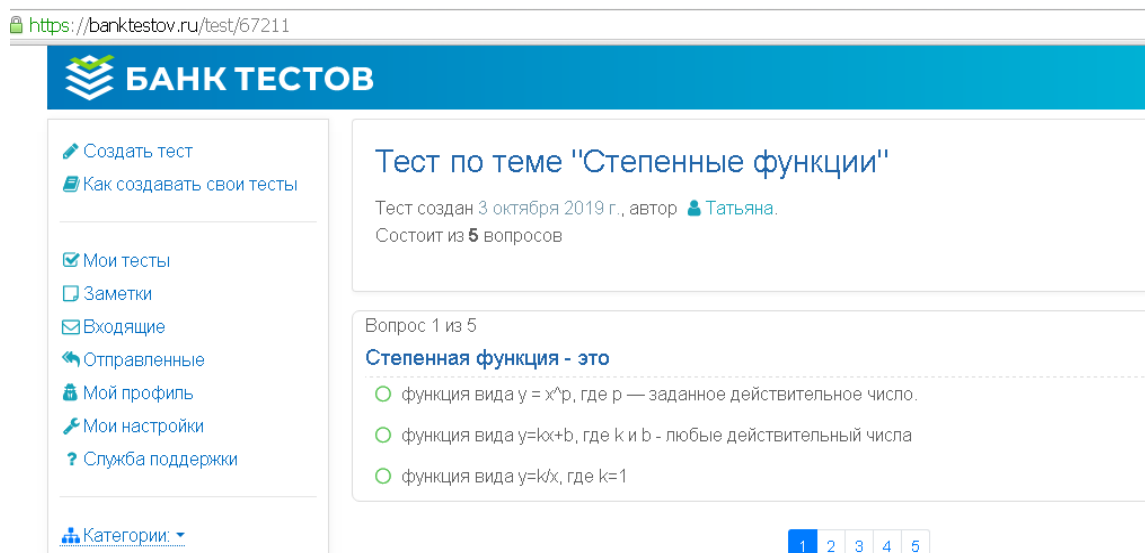 https://banktestov.ru/test/67211
БАНК ТЕСТОВ
Создать тест
Как создавать свои тесты
Мои тесты
Заметки
Входящие
Отправленные
Мой профиль
Мои настройки
? Служба поддержки
Категории:
Тест по теме "Степенные функции"
Тест создан 3 октября 2019 г., автор Татьяна.
Состоит из 5 вопросов
Вопрос 1 из 5
Степенная функция - это
функция вида y = x^p, где p — заданное действительное число.
функция вида y=kx+b, где k и b - любые действительный числа
функция вида y=k/x, где k=1
1 2 3 4 5